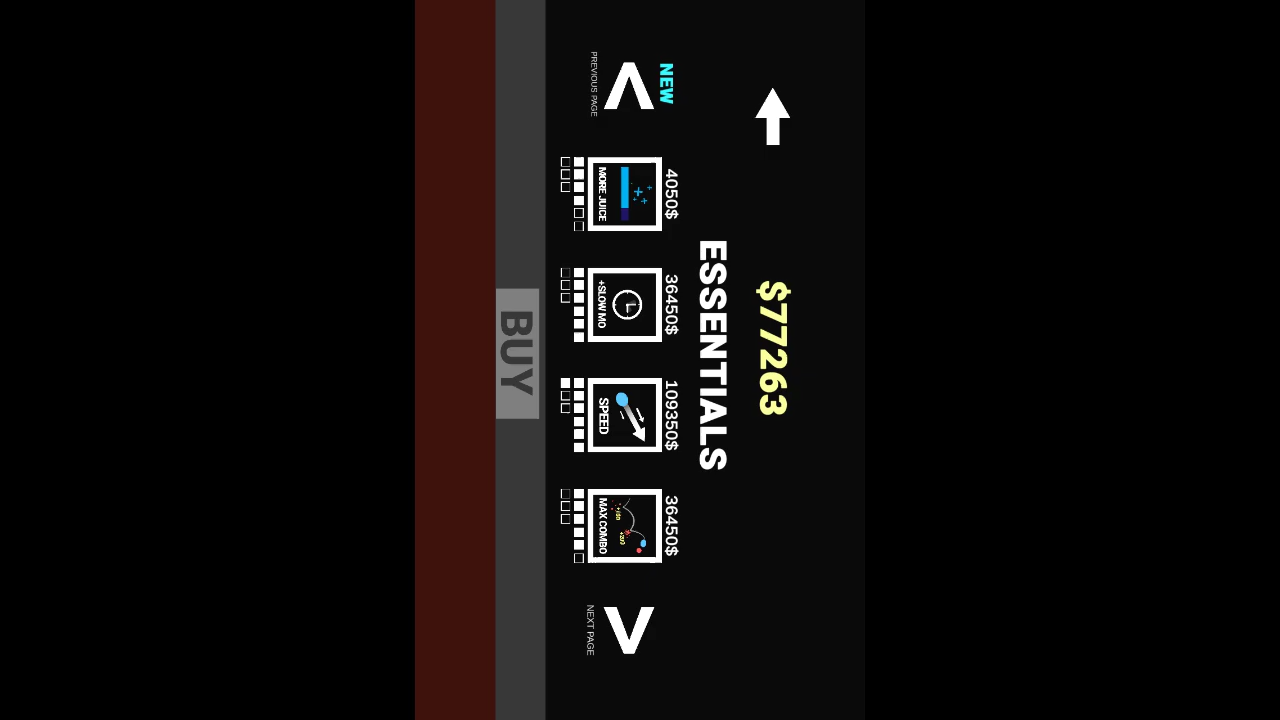 $77263
ESSENTIALS
NEW
4050$ 36450$ 109350$ 36450$
MORE JUICE +SLOW MO SPEED MAX COMBO
PREVIOUS PAGE NEXT PAGE
BUY